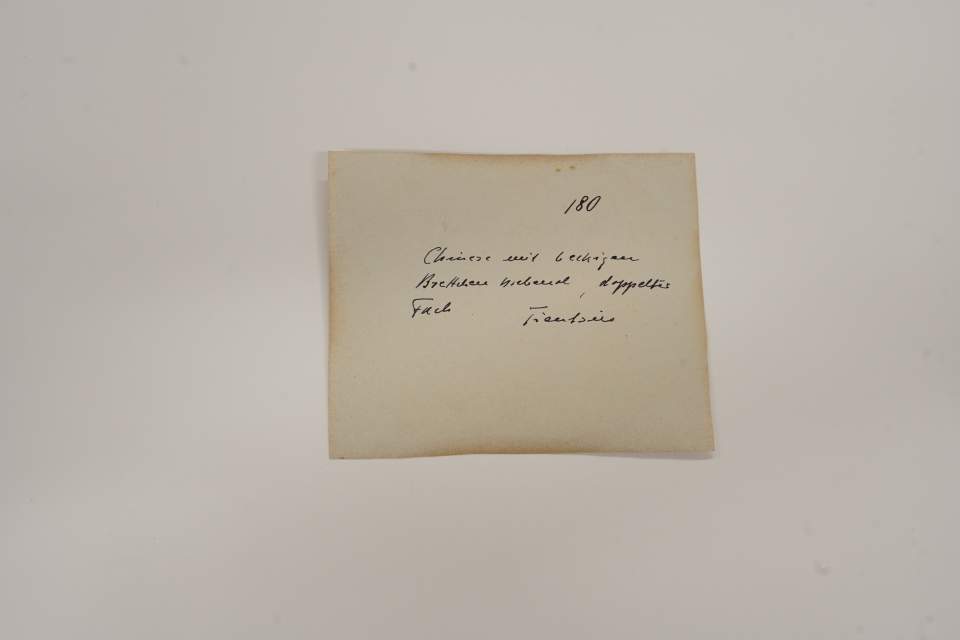 180
Chinese mit 6eckigen
Brettchen webend, doppeltes
Fach Tientsin